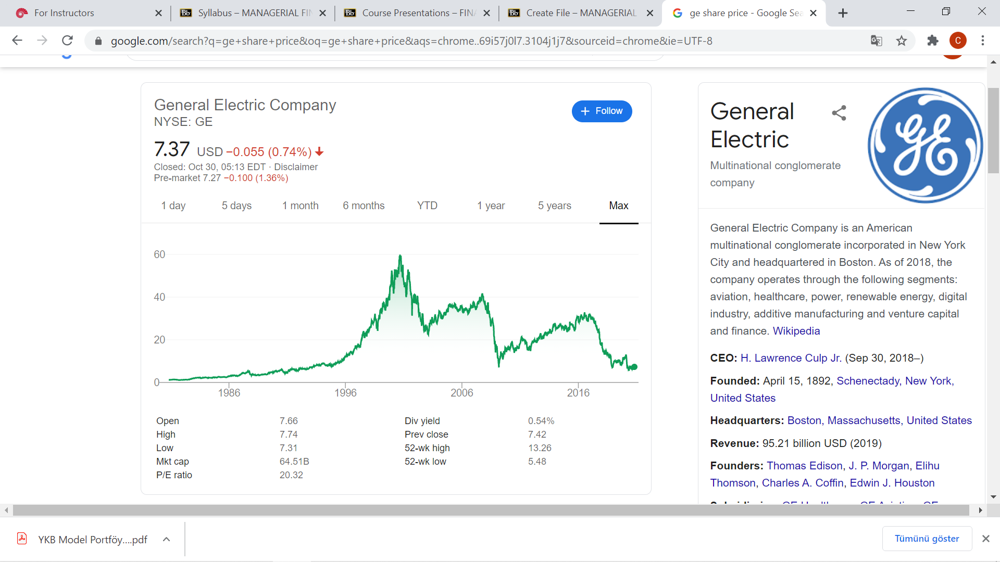 For Instructors
Syllabus – MANAGERIAL FIN
Course Presentations – FINA
Create File – MANAGERIAL
ge share price - Google Sea
google.com/search?q=ge+share+price&oq=ge+share+price&aqs=chrome..69i57j0l7.3104j1j7&sourceid=chrome&ie=UTF-8
C
General Electric Company
NYSE: GE
+ Follow
7.37 USD −0.055 (0.74%)
Closed: Oct 30, 05:13 EDT · Disclaimer
Pre-market 7.27 −0.100 (1.36%)
1 day 5 days 1 month 6 months YTD 1 year 5 years Max
60
40
20
0
1986 1996 2006 2016
Open 7.66 Div yield 0.54%
High 7.74 Prev close 7.42
Low 7.31 52-wk high 13.26
Mkt cap 64.51B 52-wk low 5.48
P/E ratio 20.32
General
Electric
Multinational conglomerate
company
GE
General Electric Company is an American
multinational conglomerate incorporated in New York
City and headquartered in Boston. As of 2018, the
company operates through the following segments:
aviation, healthcare, power, renewable energy, digital
industry, additive manufacturing and venture capital
and finance. Wikipedia
CEO: H. Lawrence Culp Jr. (Sep 30, 2018–)
Founded: April 15, 1892, Schenectady, New York,
United States
Headquarters: Boston, Massachusetts, United States
Revenue: 95.21 billion USD (2019)
Founders: Thomas Edison, J. P. Morgan, Elihu
Thomson, Charles A. Coffin, Edwin J. Houston
YKB Model Portföy....pdf
Tümünü göster